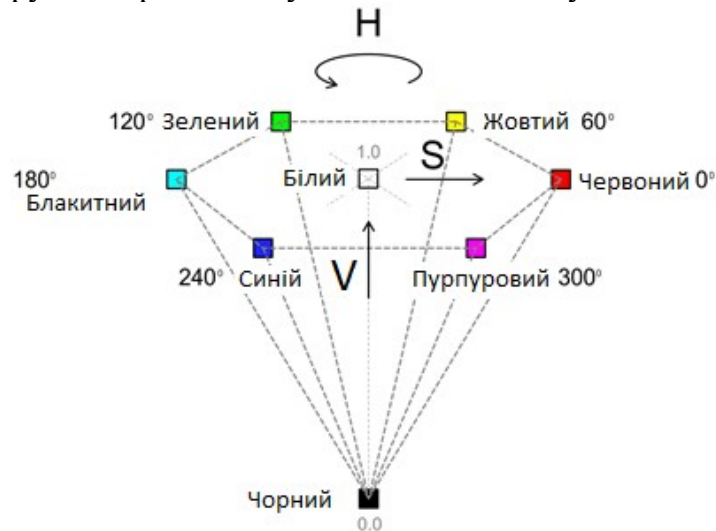 H
120° Зелений
Жовтий 60°
1.0
S
180°
Білий
Червоний 0°
Блакитний
V
240° Синій
Пурпуровий 300°
Чорний
0.0